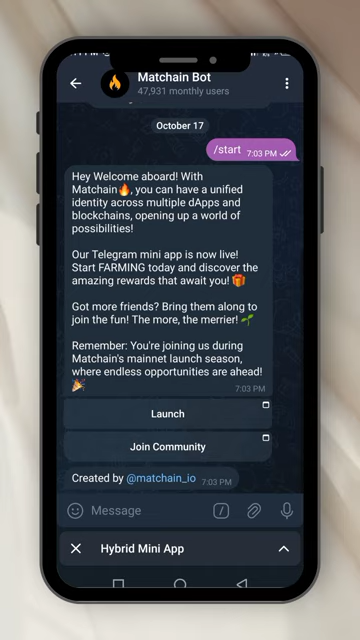 Matchain Bot
47,931 monthly users
October 17
/start 7:03 PM
Hey Welcome aboard! With
Matchain🔥, you can have a unified
identity across multiple dApps and
blockchains, opening up a world of
possibilities!
Our Telegram mini app is now live!
Start FARMING today and discover the
amazing rewards that await you! 🎁
Got more friends? Bring them along to
join the fun! The more, the merrier! 🌱
Remember: You're joining us during
Matchain's mainnet launch season,
where endless opportunities are ahead!
🎉
7:03 PM
Launch
Join Community
Created by @matchain_io 7:03 PM
Message
Hybrid Mini App